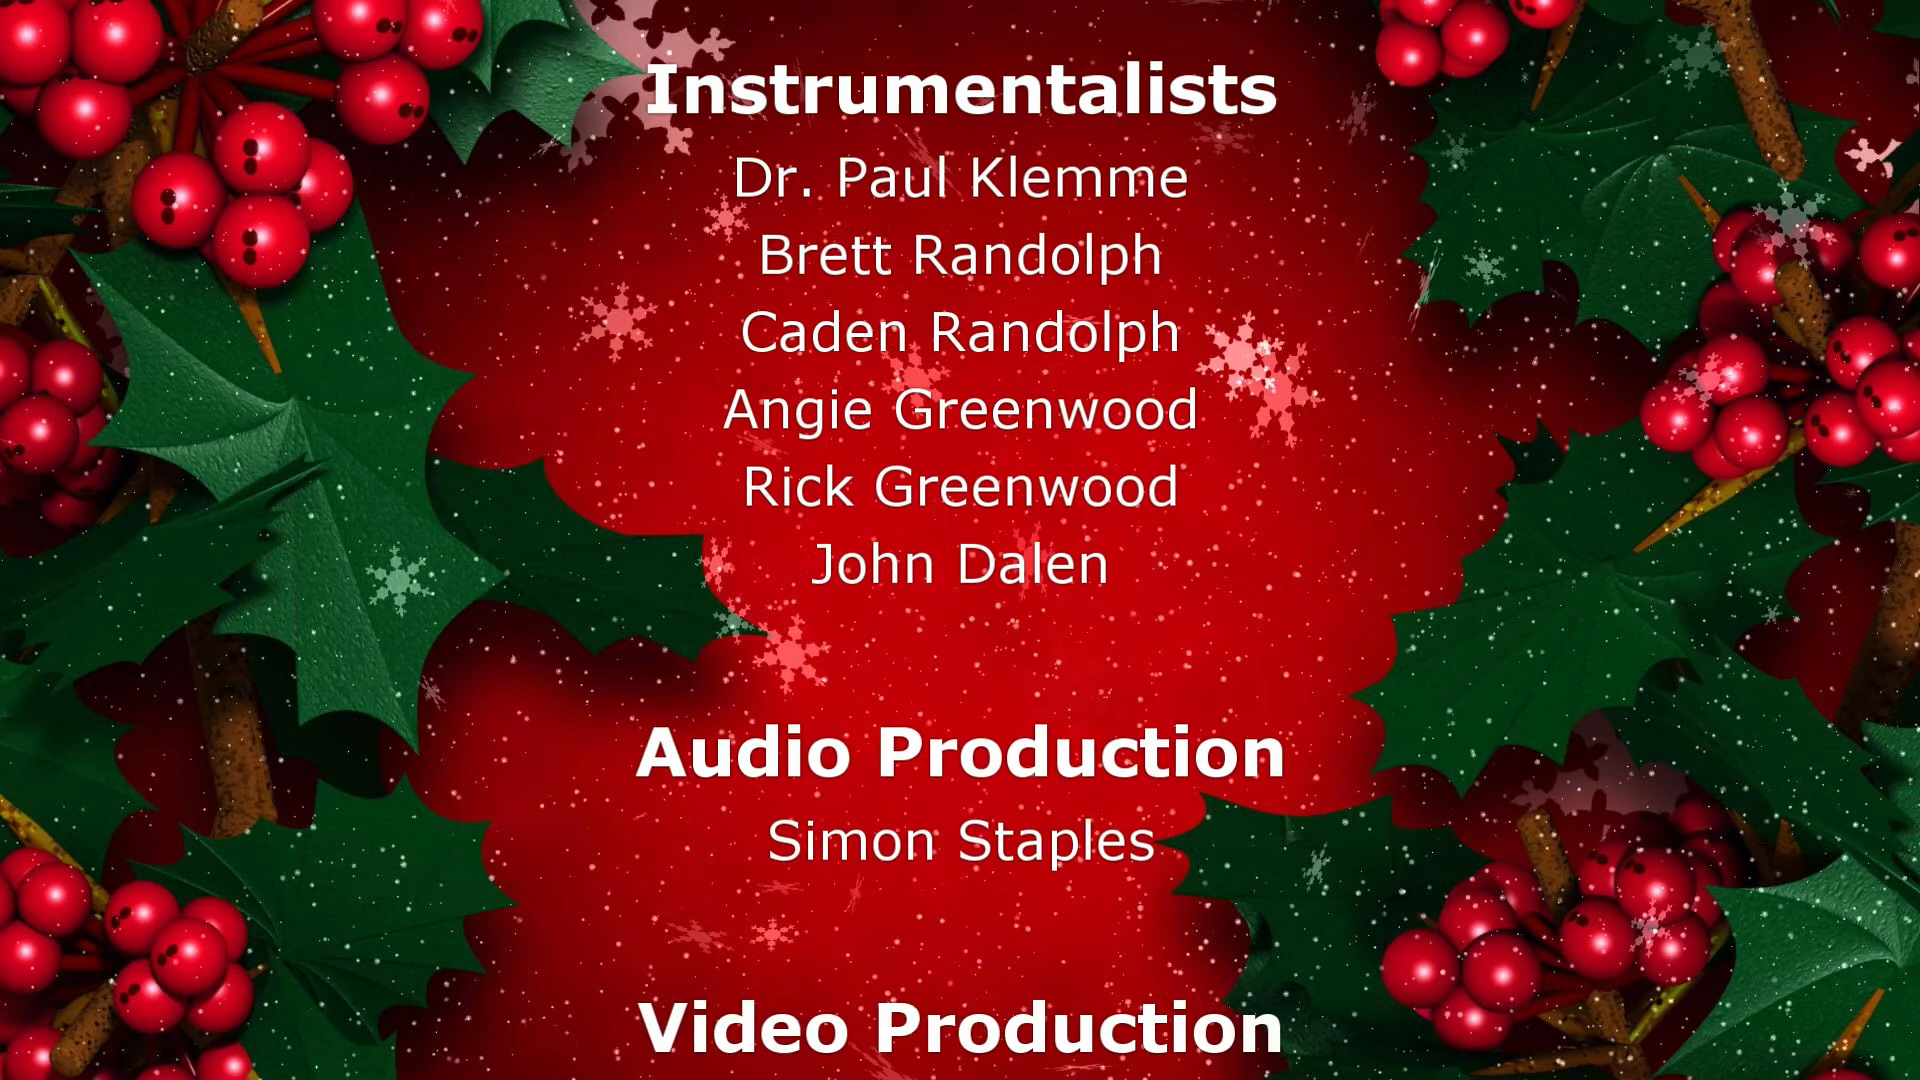 Instrumentalists
Dr. Paul Klemme
Brett Randolph
Caden Randolph
Angie Greenwood
Rick Greenwood
John Dalen
Audio Production
Simon Staples
Video Production